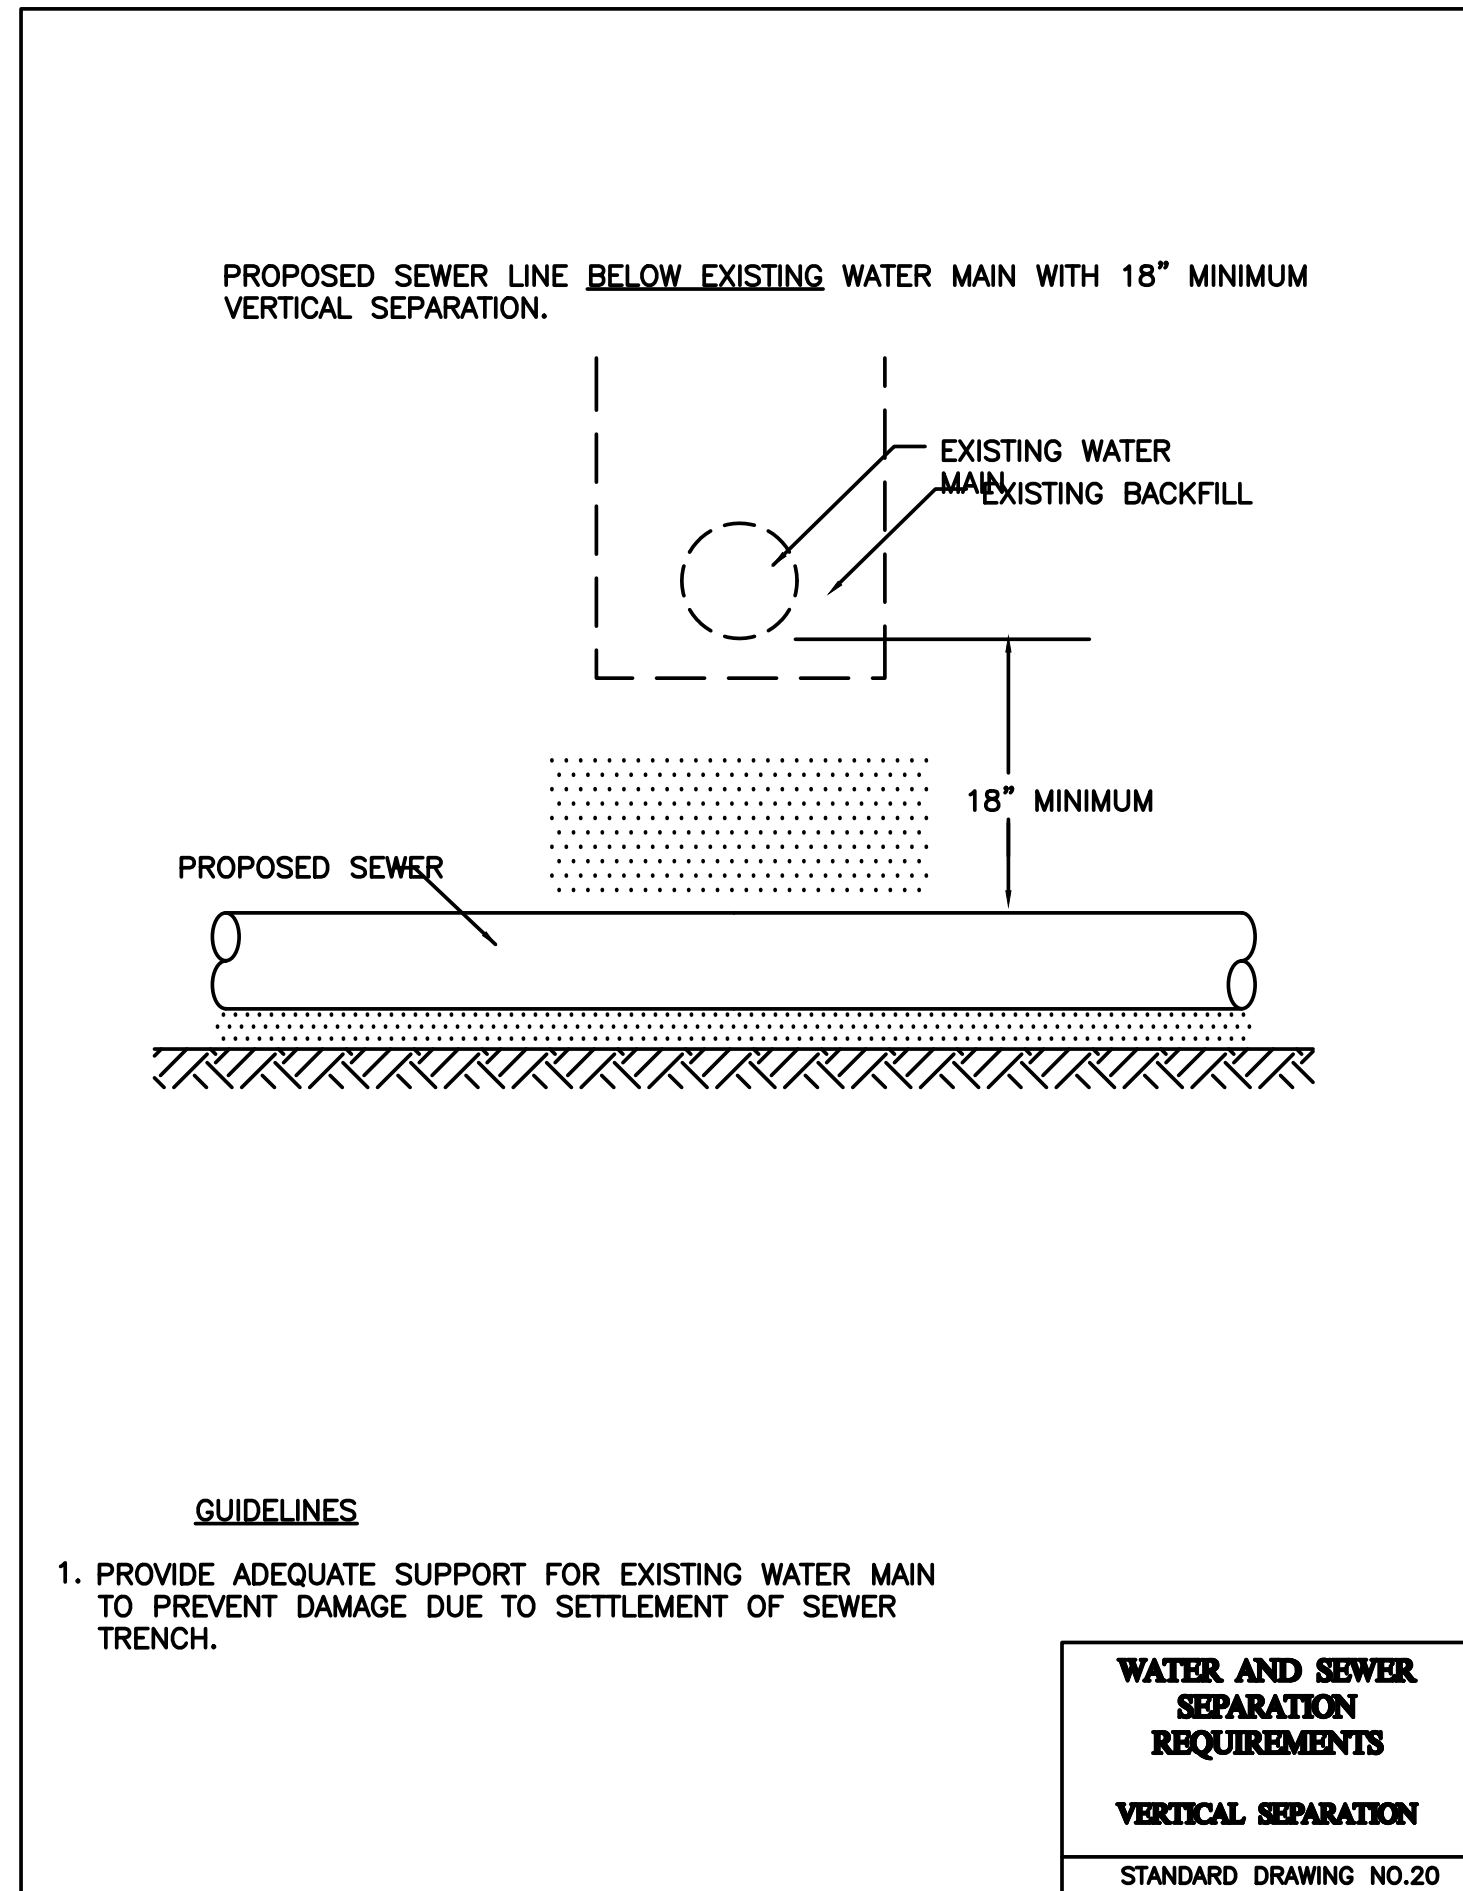 PROPOSED SEWER LINE BELOW EXISTING WATER MAIN WITH 18” MINIMUM
VERTICAL SEPARATION.
EXISTING WATER
MAIN
EXISTING BACKFILL
18” MINIMUM
PROPOSED SEWER
GUIDELINES
1. PROVIDE ADEQUATE SUPPORT FOR EXISTING WATER MAIN
TO PREVENT DAMAGE DUE TO SETTLEMENT OF SEWER
TRENCH.
WATER AND SEWER
SEPARATION
REQUIREMENTS
VERTICAL SEPARATION
STANDARD DRAWING NO.20